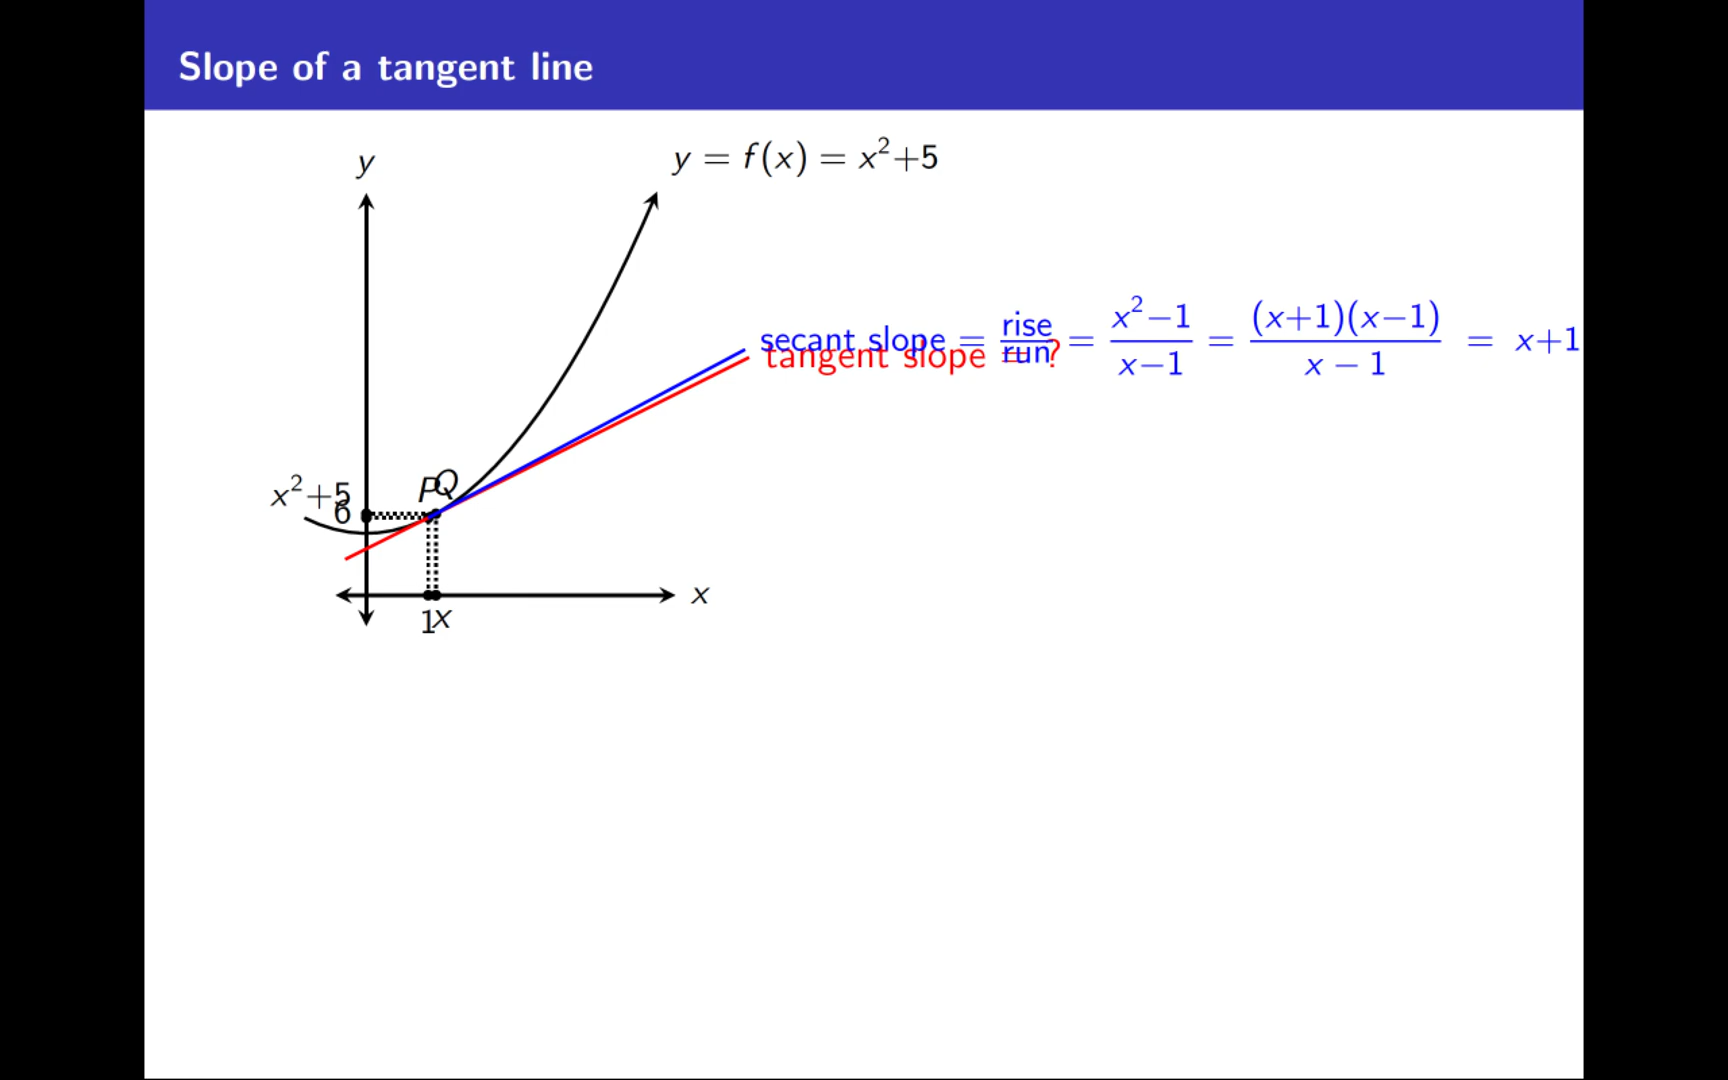 Slope of a tangent line
y
y = f(x) = x²+5
secant slope = rise/run = x²−1/x−1 = (x+1)(x−1)/x − 1 = x+1
tangent slope = ?
P Q
x²+5
6
x
1 x